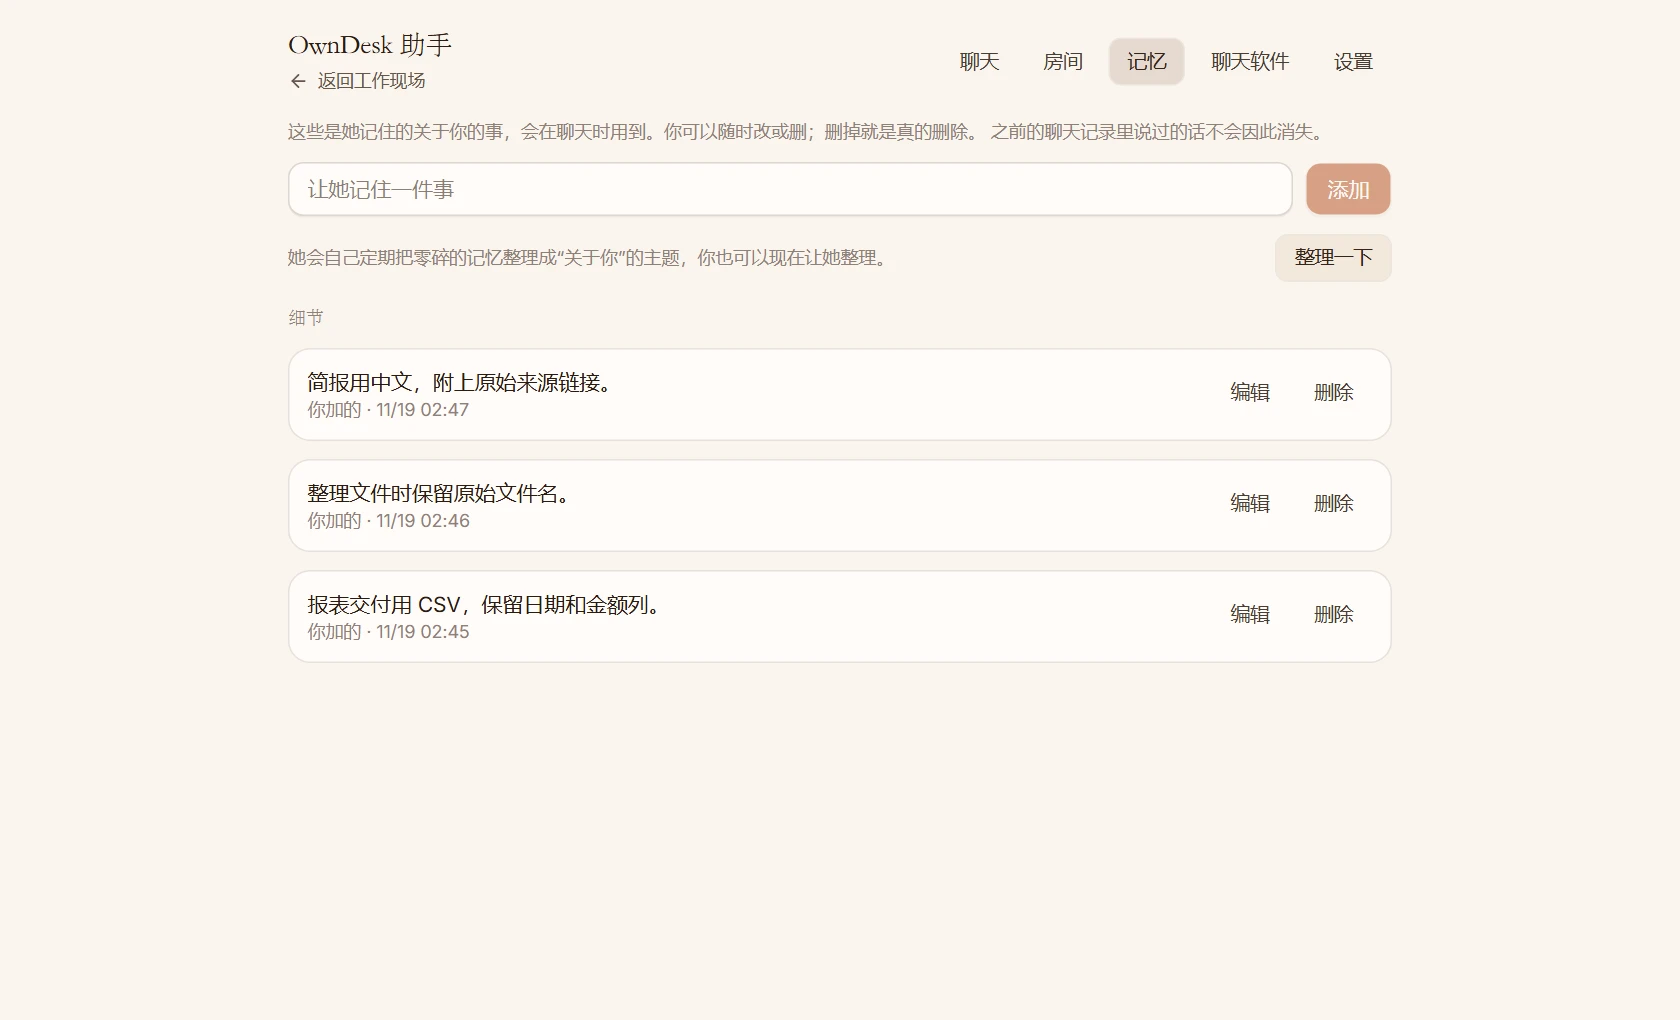 OwnDesk 助手
← 返回工作现场
聊天 房间 记忆 聊天软件 设置
这些是她记住的关于你的事，会在聊天时用到。你可以随时改或删；删掉就是真的删除。 之前的聊天记录里说过的话不会因此消失。
让她记住一件事
添加
她会自己定期把零碎的记忆整理成“关于你”的主题，你也可以现在让她整理。
整理一下
细节
简报用中文，附上原始来源链接。
你加的 · 11/19 02:47
编辑 删除
整理文件时保留原始文件名。
你加的 · 11/19 02:46
编辑 删除
报表交付用 CSV，保留日期和金额列。
你加的 · 11/19 02:45
编辑 删除